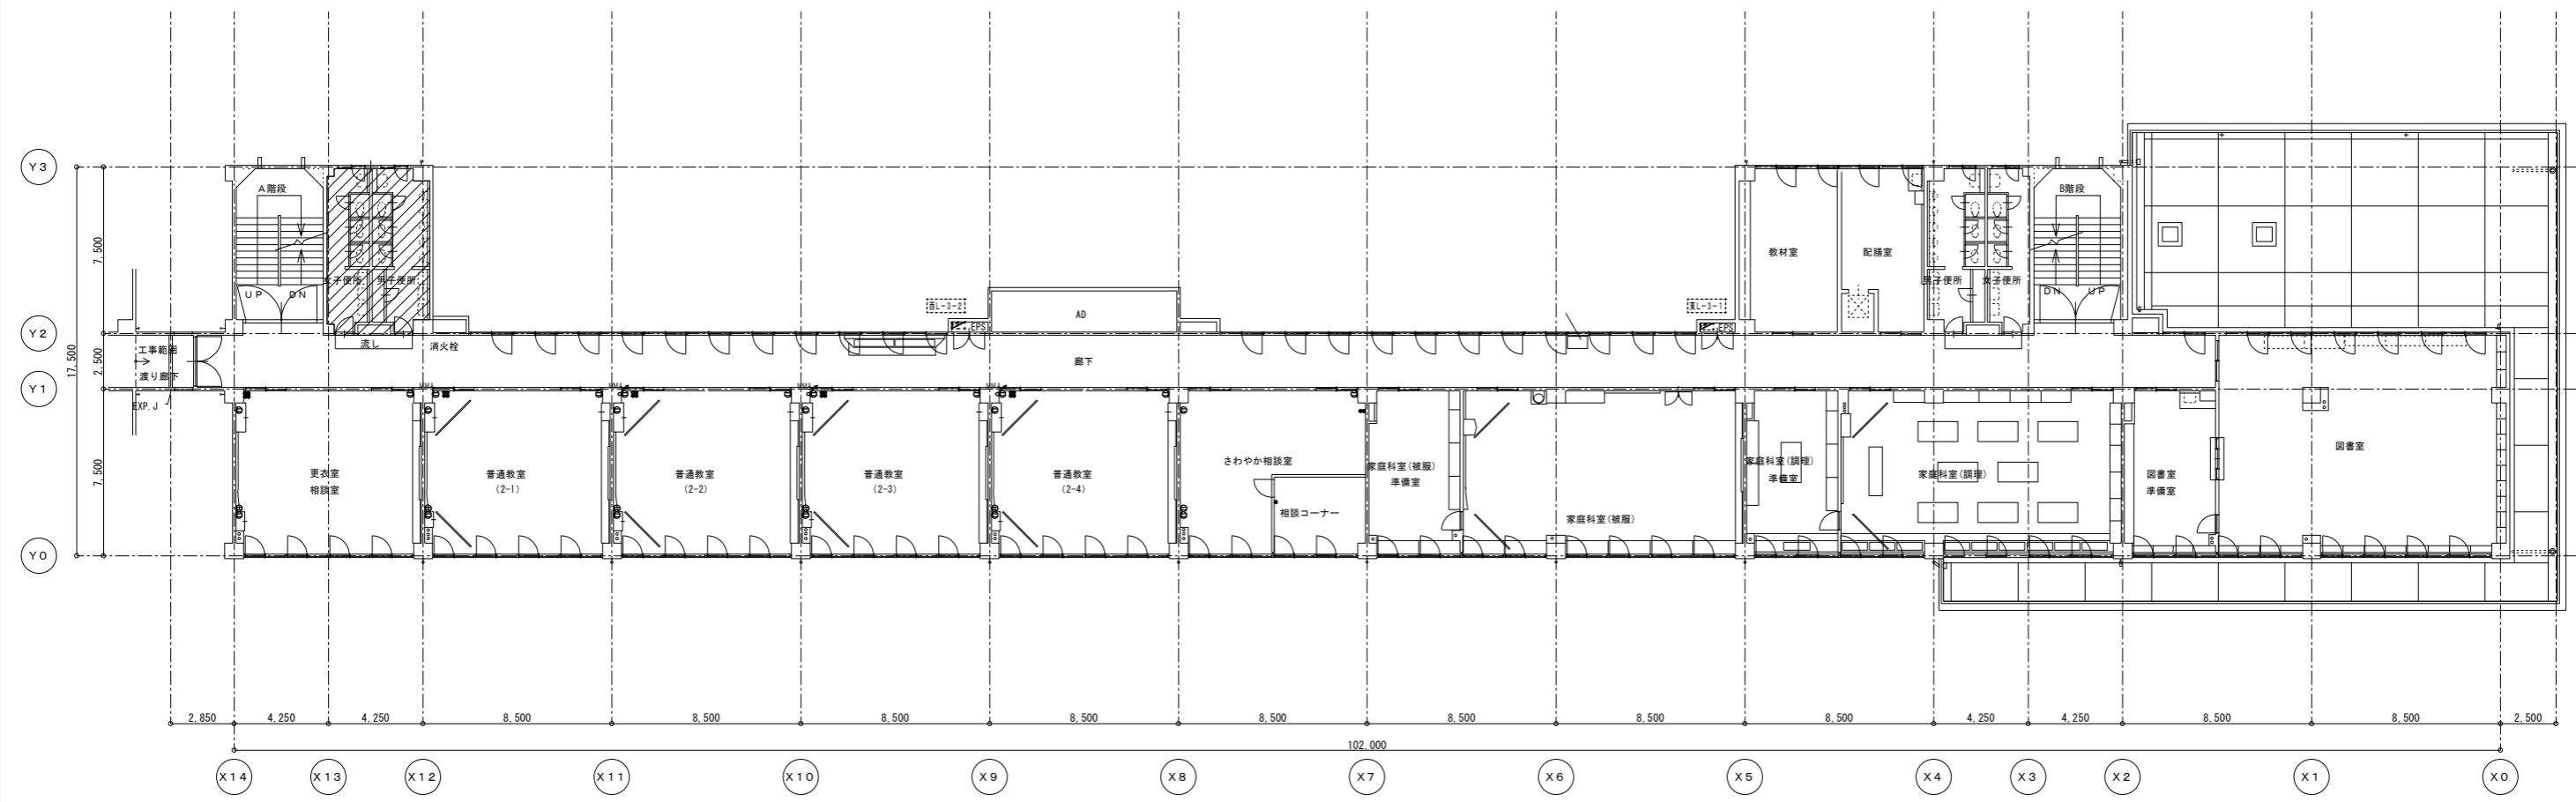 Y3
A階段
B階段
7,500
教材室
配膳室
女子便所
男子便所
男子便所
女子便所
UP
DN
DN
UP
EPS
AD
EPS
Y2
流し
消火栓
工事範囲
渡り廊下
2,500
17,500
廊下
Y1
EXP.J
7,500
更衣室
相談室
普通教室
(2-1)
普通教室
(2-2)
普通教室
(2-3)
普通教室
(2-4)
さわやか相談室
相談コーナー
家庭科室(被服)
準備室
家庭科室(被服)
家庭科室(調理)
準備室
家庭科室(調理)
図書室
準備室
図書室
Y0
2,850
4,250
4,250
8,500
8,500
8,500
8,500
8,500
8,500
8,500
8,500
4,250
4,250
8,500
8,500
2,500
102,000
X14
X13
X12
X11
X10
X9
X8
X7
X6
X5
X4
X3
X2
X1
X0